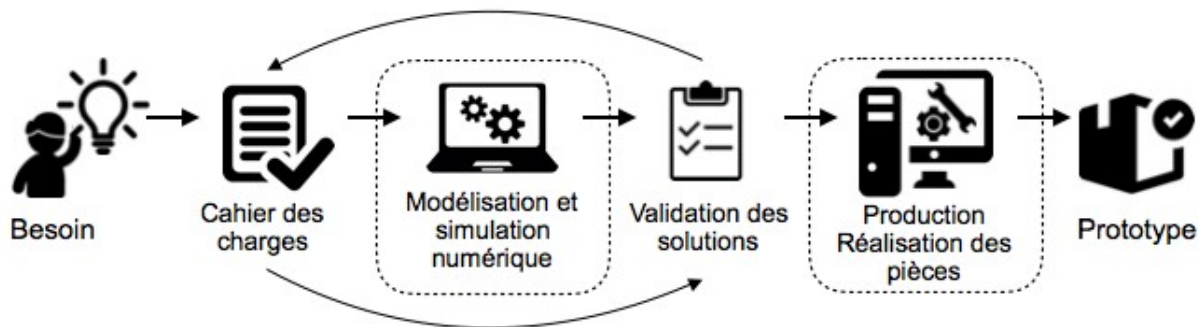 Besoin
Cahier des
charges
Modélisation et
simulation
numérique
Validation des
solutions
Production
Réalisation des
pièces
Prototype